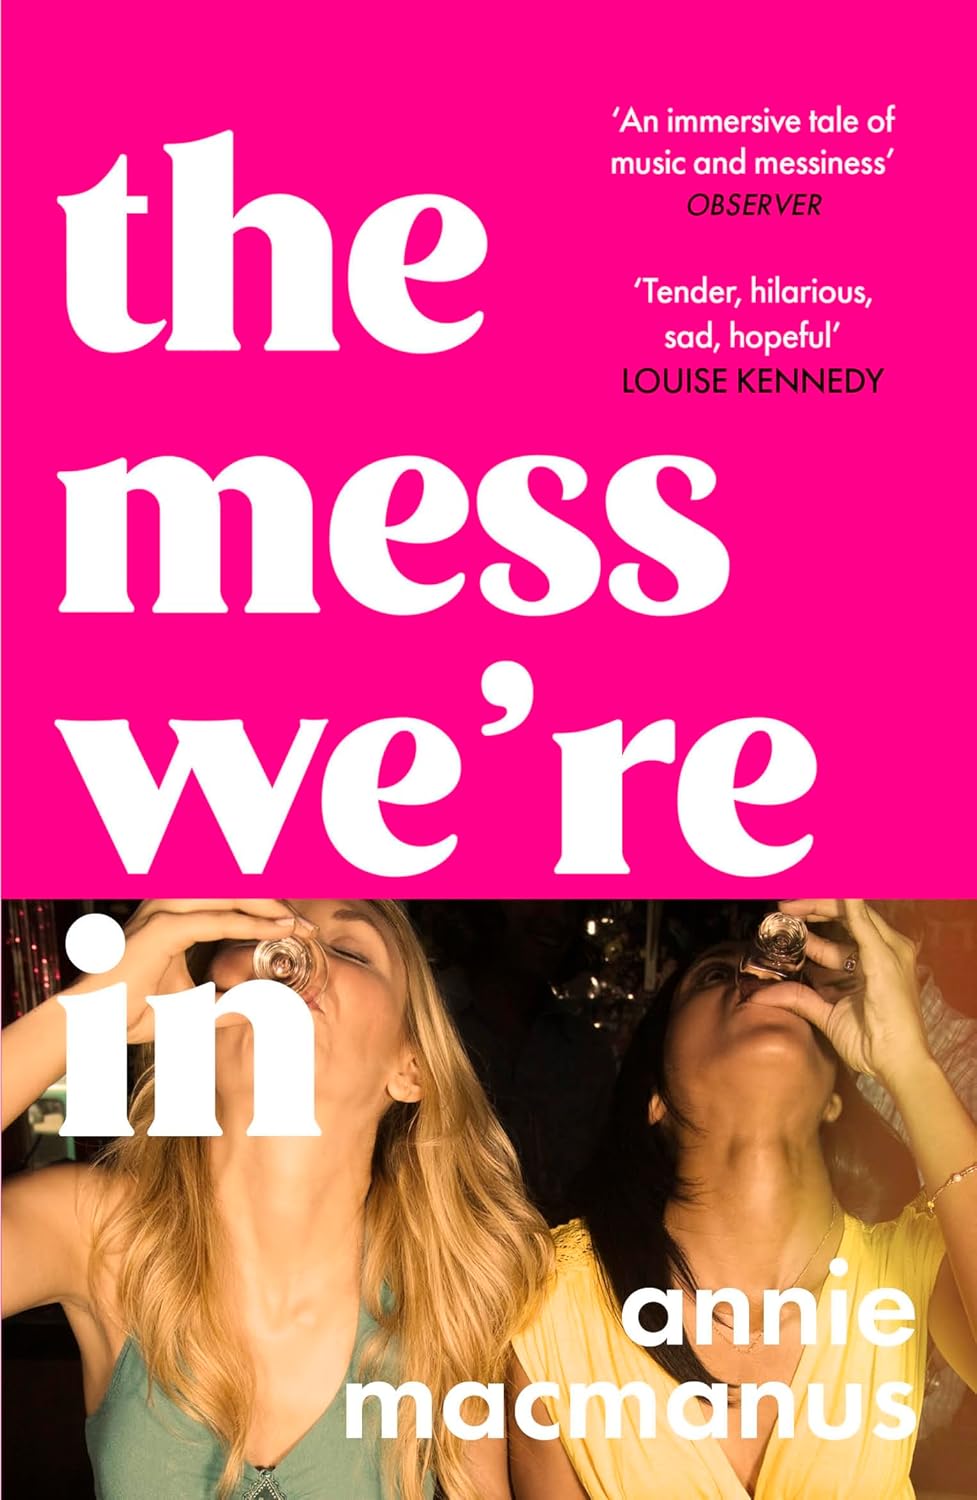 the
mess
we’re
in
‘An immersive tale of
music and messiness’
OBSERVER
‘Tender, hilarious,
sad, hopeful’
LOUISE KENNEDY
annie
macmanus